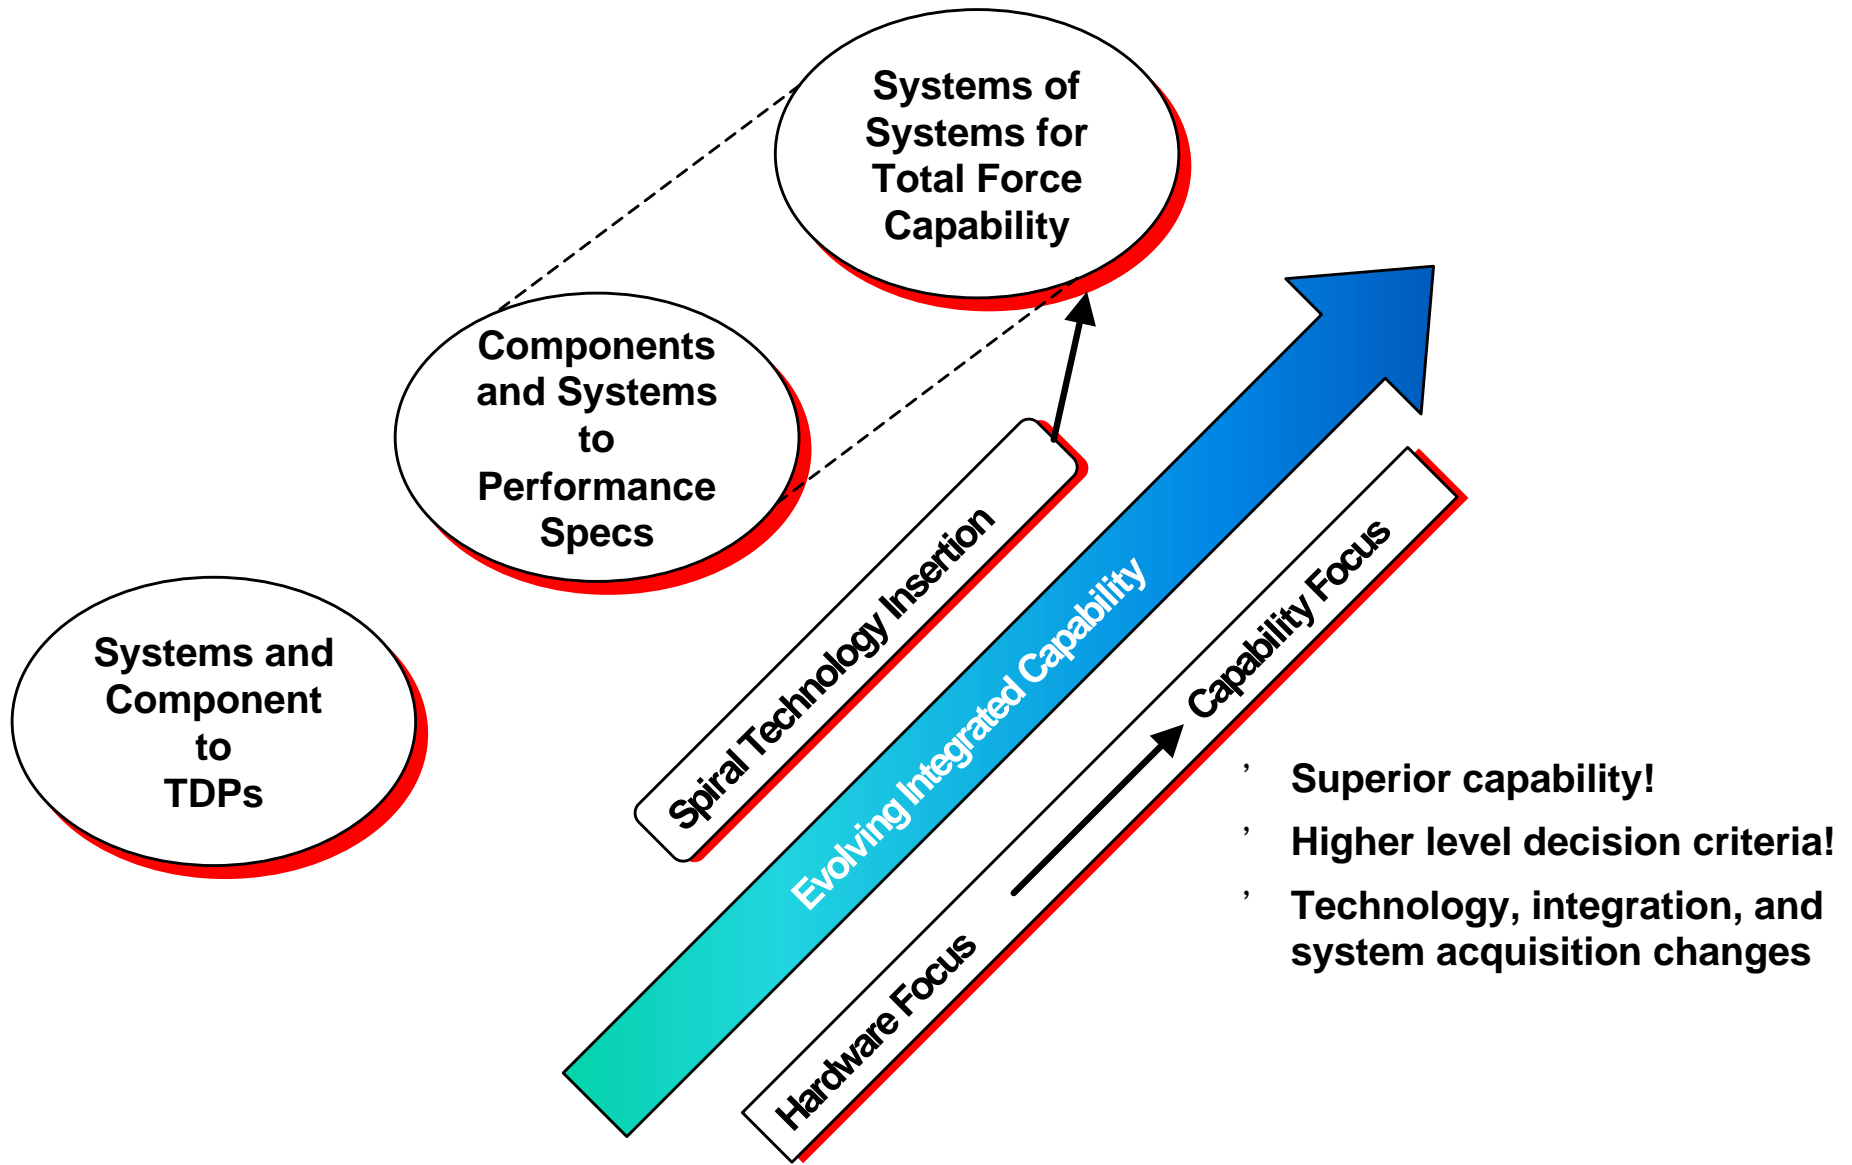 Systems of
Systems for
Total Force
Capability
Components
and Systems
to
Performance
Specs
Systems and
Component
to
TDPs
Spiral Technology Insertion
Evolving Integrated Capability
Hardware Focus
Capability Focus
’ Superior capability!
’ Higher level decision criteria!
’ Technology, integration, and
system acquisition changes